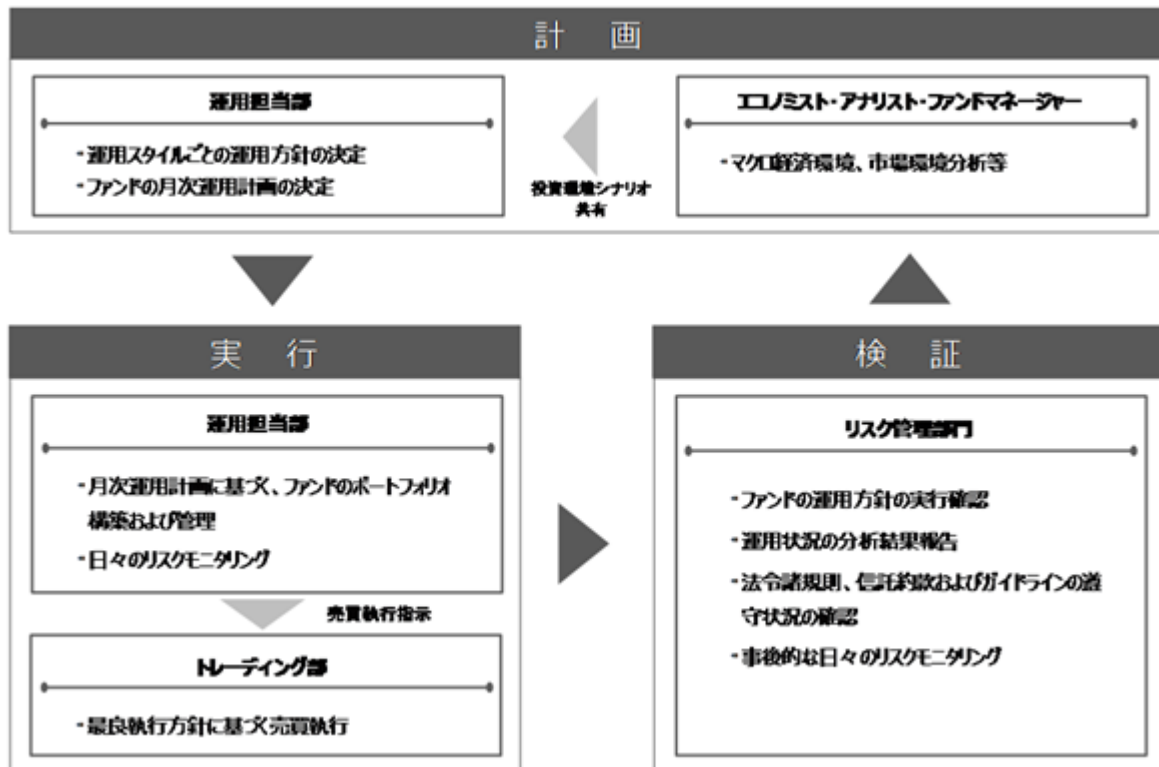 計 画
運用担当部
-運用スタイルごとの運用方針の決定
-ファンドの月次運用計画の決定
投資環境シナリオ
共有
エコノミスト・アナリスト・ファンドマネージャー
-マクロ経済環境、市場環境分析等
実 行
運用担当部
-月次運用計画に基づく、ファンドのポートフォリオ
構築および管理
-日々のリスクモニタリング
売買執行指示
トレーディング部
-最良執行方針に基づく売買執行
検 証
リスク管理部門
-ファンドの運用方針の実行確認
-運用状況の分析結果報告
-法令諸規則、信託約款およびガイドラインの遵
守状況の確認
-事後的な日々のリスクモニタリング